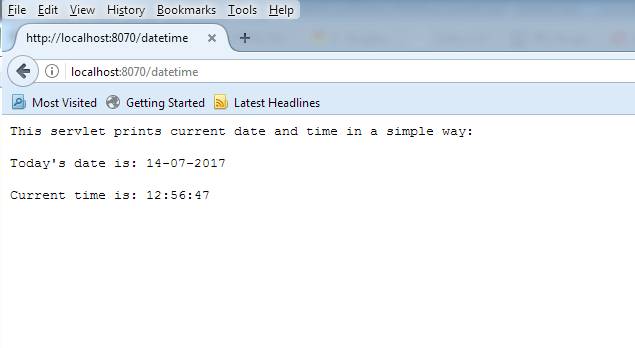 File Edit View History Bookmarks Tools Help
http://localhost:8070/datetime × +
localhost:8070/datetime
Most Visited Getting Started Latest Headlines
This servlet prints current date and time in a simple way:
Today's date is: 14-07-2017
Current time is: 12:56:47